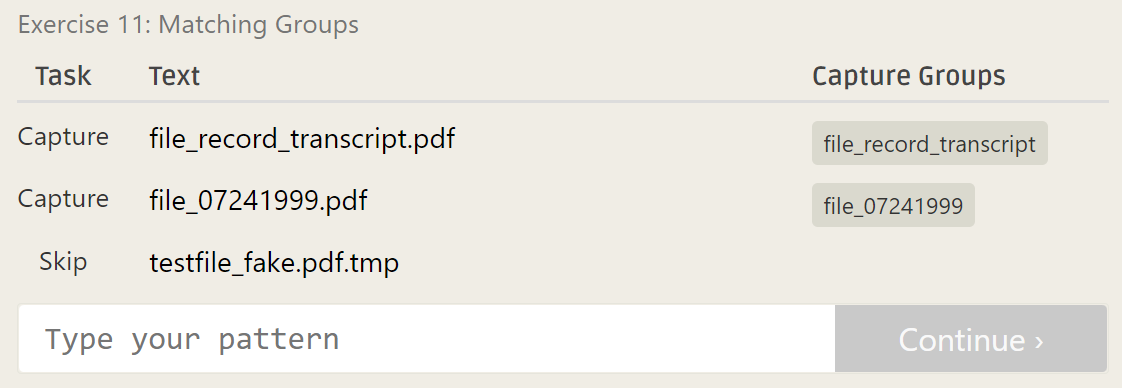 Exercise 11: Matching Groups
Task Text Capture Groups
Capture file_record_transcript.pdf file_record_transcript
Capture file_07241999.pdf file_07241999
Skip testfile_fake.pdf.tmp
Type your pattern Continue ›